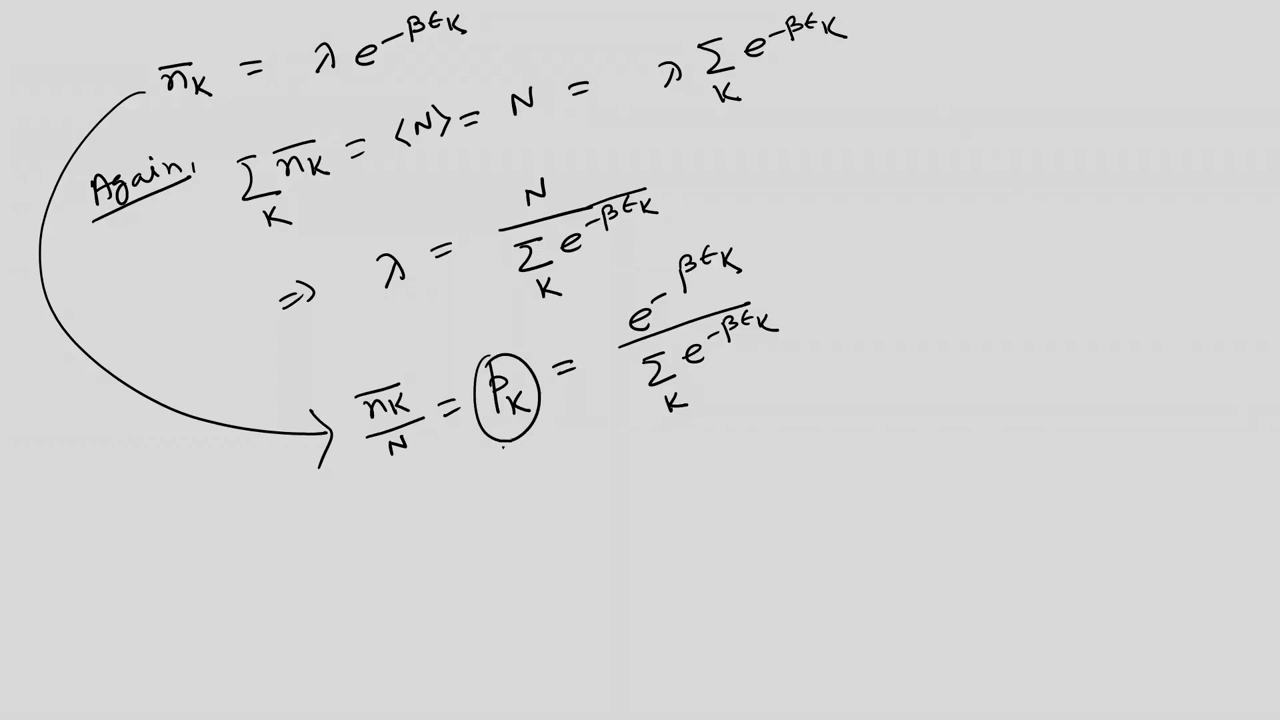 n̅_K = λ e^{-βϵ_K}
Again, Σ_K n̅_K = ⟨N⟩ = N = λ Σ_K e^{-βϵ_K}
⇒ λ = N / Σ_K e^{-βϵ_K}
n̅_K / N = p_K = e^{-βϵ_K} / Σ_K e^{-βϵ_K}